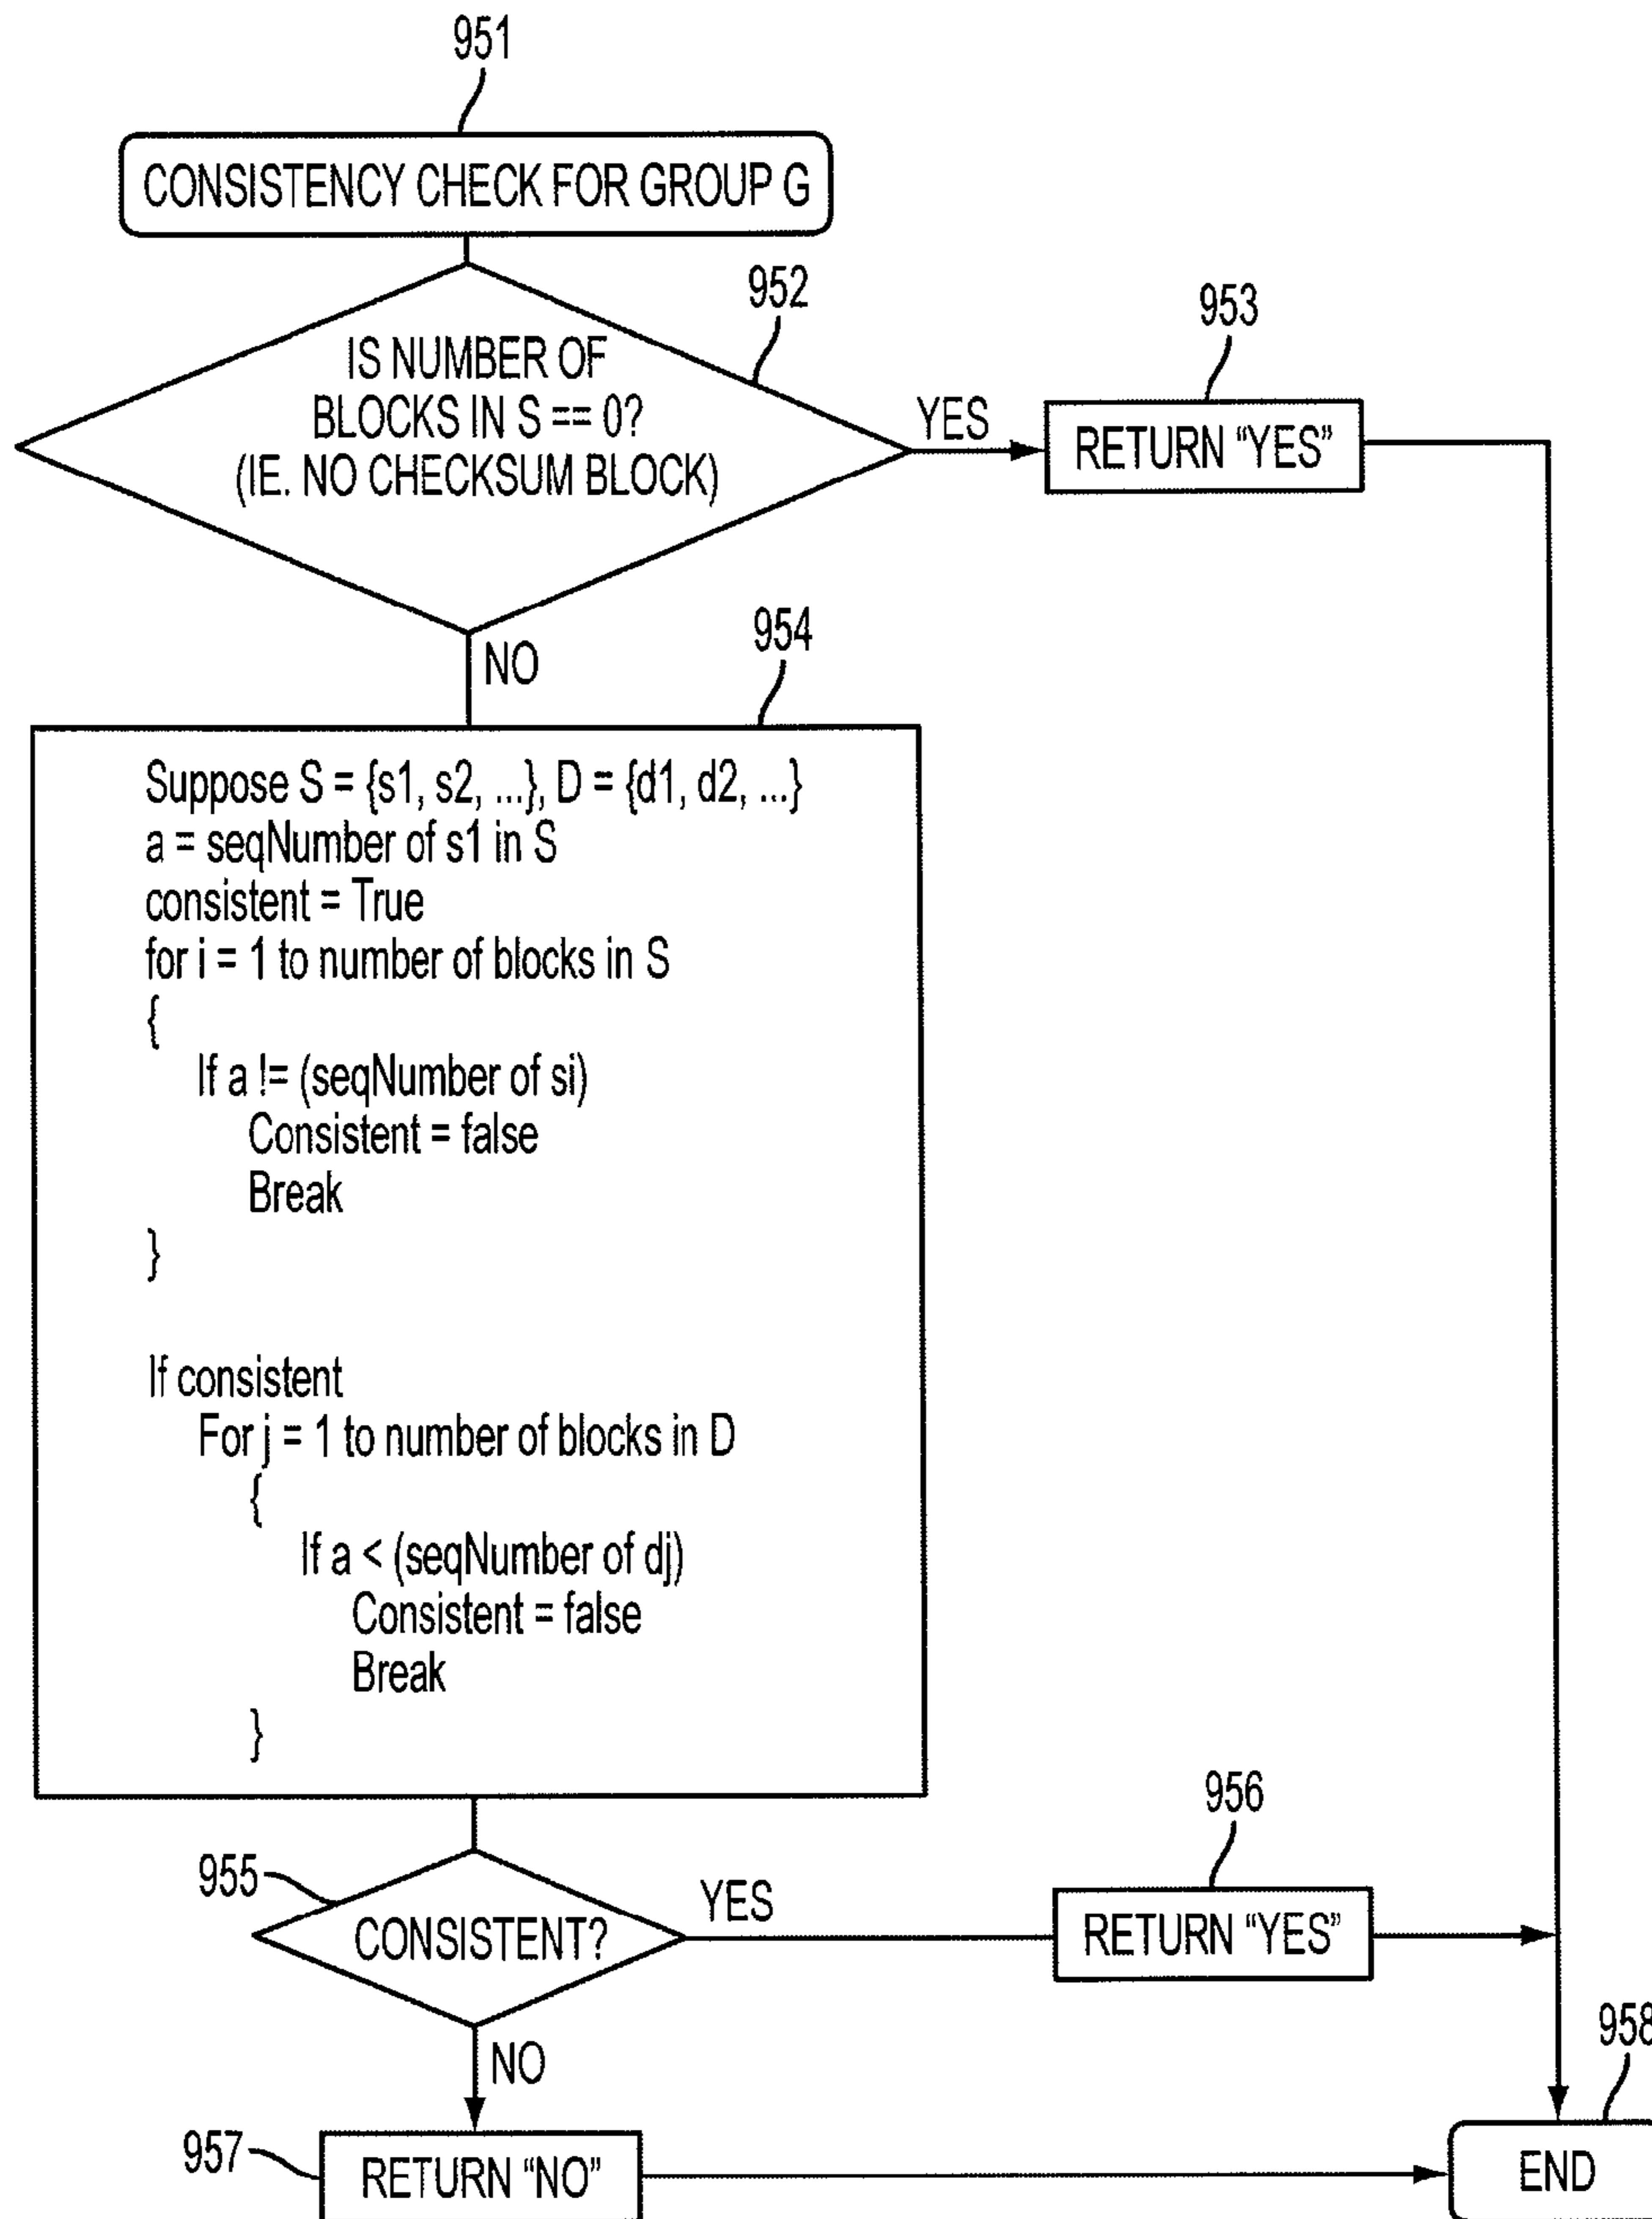 951
CONSISTENCY CHECK FOR GROUP G
952
IS NUMBER OF
BLOCKS IN S == 0?
(IE. NO CHECKSUM BLOCK)
YES
953
RETURN “YES”
NO
954
Suppose S = {s1, s2, ...}, D = {d1, d2, ...}
a = seqNumber of s1 in S
consistent = True
for i = 1 to number of blocks in S
{
If a != (seqNumber of si)
Consistent = false
Break
}
If consistent
For j = 1 to number of blocks in D
{
If a < (seqNumber of dj)
Consistent = false
Break
}
955
CONSISTENT?
YES
956
RETURN “YES”
NO
957
RETURN “NO”
958
END